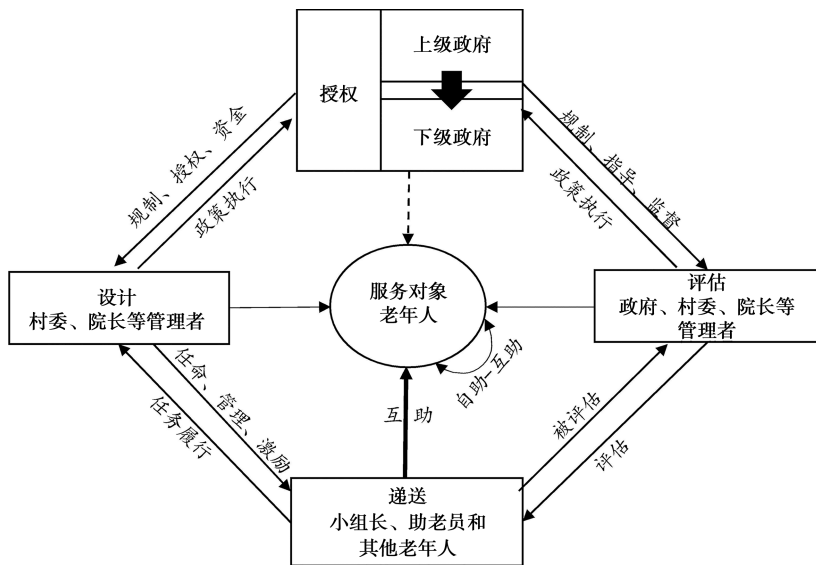 上级政府
授权
下级政府
规制、授权、资金
政策执行
规制、指导、监督
政策执行
设计
村委、院长等管理者
服务对象
老年人
评估
政府、村委、院长等
管理者
自助-互助
任命、管理、激励
任务履行
互助
被评估
评估
递送
小组长、助老员和
其他老年人